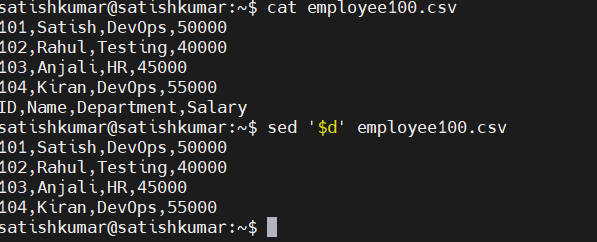 satishkumar@satishkumar:~$ cat employee100.csv
101,Satish,DevOps,50000
102,Rahul,Testing,40000
103,Anjali,HR,45000
104,Kiran,DevOps,55000
ID,Name,Department,Salary
satishkumar@satishkumar:~$ sed '$d' employee100.csv
101,Satish,DevOps,50000
102,Rahul,Testing,40000
103,Anjali,HR,45000
104,Kiran,DevOps,55000
satishkumar@satishkumar:~$